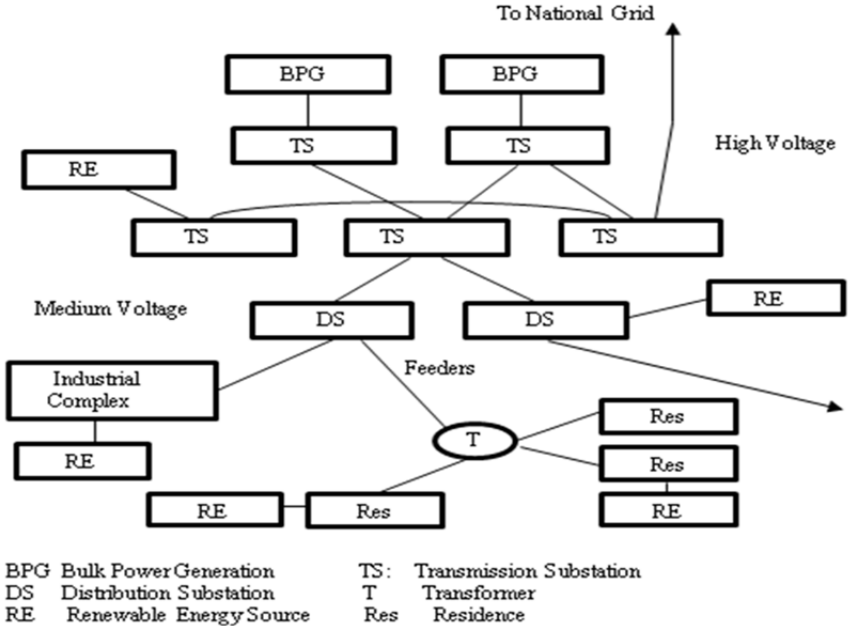 To National Grid
BPG
BPG
TS
TS
High Voltage
RE
TS
TS
TS
Medium Voltage
RE
DS
DS
Industrial
Complex
Feeders
Res
T
RE
Res
RE
Res
RE
BPG Bulk Power Generation
TS: Transmission Substation
DS Distribution Substation
T Transformer
RE Renewable Energy Source
Res Residence